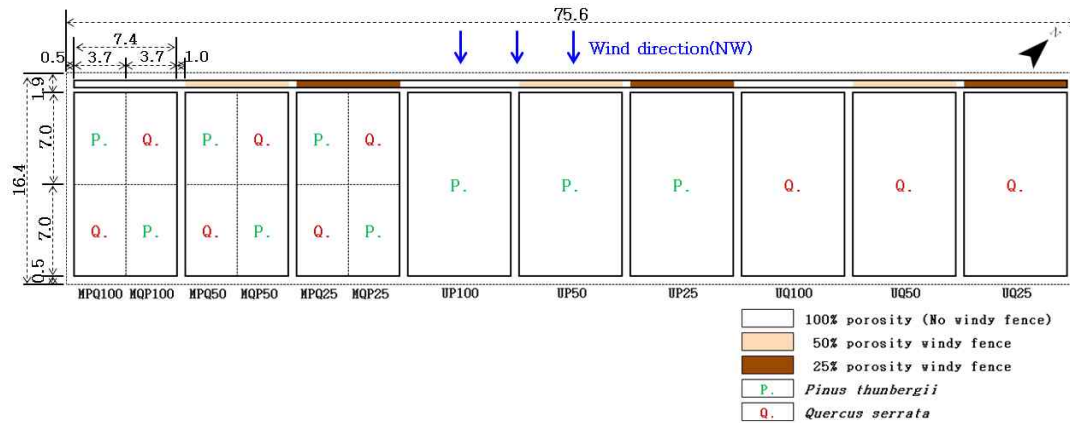 75.6
7.4
3.7 3.7 1.0
0.5
Wind direction(NW)
1.9
7.0
16.4
7.0
0.5
P. Q. P. Q. P. Q.
P. P. P. Q. Q. Q.
Q. P. Q. P. Q. P.
MPQ100 MQP100 MPQ50 MQP50 MPQ25 MQP25 UP100 UP50 UP25 UQ100 UQ50 UQ25
100% porosity (No windy fence)
50% porosity windy fence
25% porosity windy fence
P. Pinus thunbergii
Q. Quercus serrata